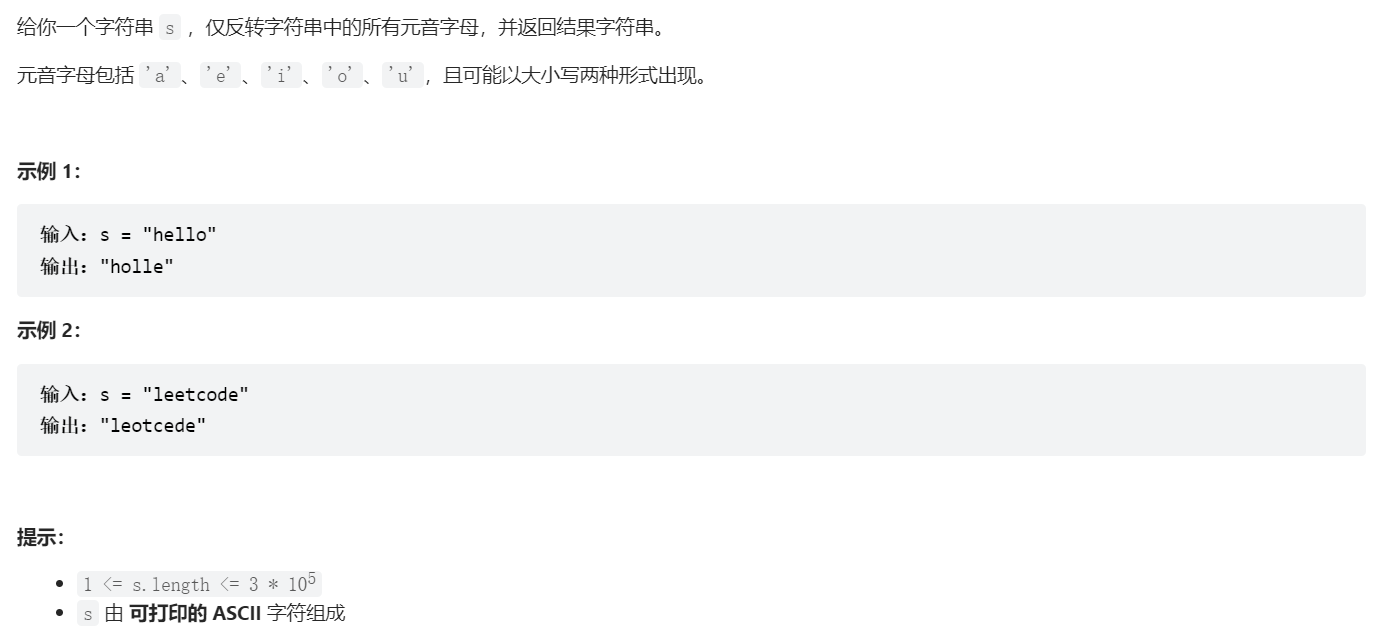 给你一个字符串 s ，仅反转字符串中的所有元音字母，并返回结果字符串。
元音字母包括 'a'、'e'、'i'、'o'、'u'，且可能以大小写两种形式出现。
示例 1：
输入：s = "hello"
输出："holle"
示例 2：
输入：s = "leetcode"
输出："leotcede"
提示：
• 1 <= s.length <= 3 * 10⁵
• s 由 可打印的 ASCII 字符组成